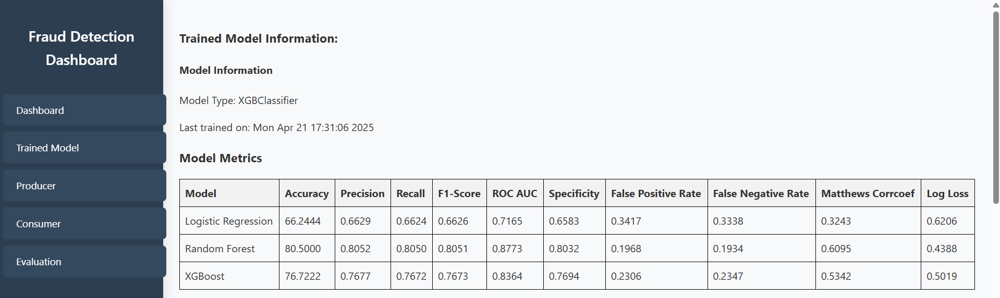 Fraud Detection
Dashboard
Dashboard
Trained Model
Producer
Consumer
Evaluation
Trained Model Information:
Model Information
Model Type: XGBClassifier
Last trained on: Mon Apr 21 17:31:06 2025
Model Metrics
Model Accuracy Precision Recall F1-Score ROC AUC Specificity False Positive Rate False Negative Rate Matthews Corrcoef Log Loss
Logistic Regression 66.2444 0.6629 0.6624 0.6626 0.7165 0.6583 0.3417 0.3338 0.3243 0.6206
Random Forest 80.5000 0.8052 0.8050 0.8051 0.8773 0.8032 0.1968 0.1934 0.6095 0.4388
XGBoost 76.7222 0.7677 0.7672 0.7673 0.8364 0.7694 0.2306 0.2347 0.5342 0.5019